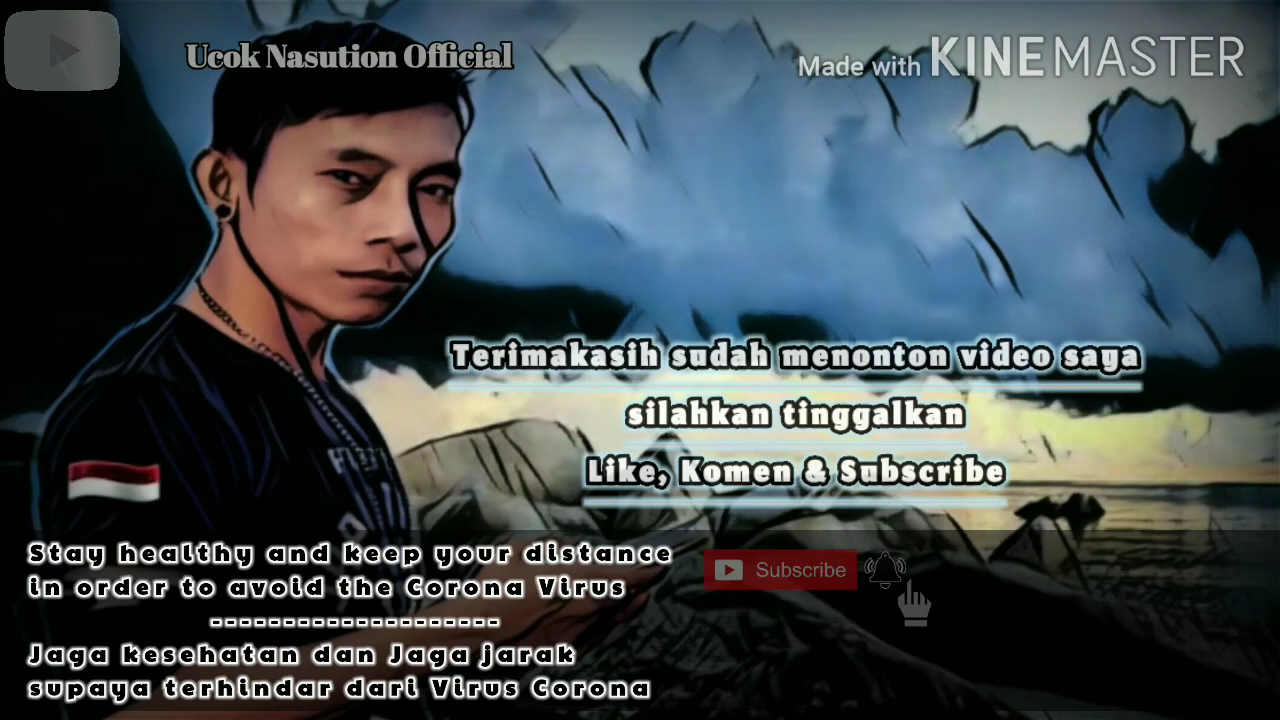 Ucok Nasution Official
Made with KINEMASTER
Terimakasih sudah menonton video saya
silahkan tinggalkan
Like, Komen & Subscribe
Stay healthy and keep your distance
in order to avoid the Corona Virus
--------------------
Jaga kesehatan dan Jaga jarak
supaya terhindar dari Virus Corona
Subscribe